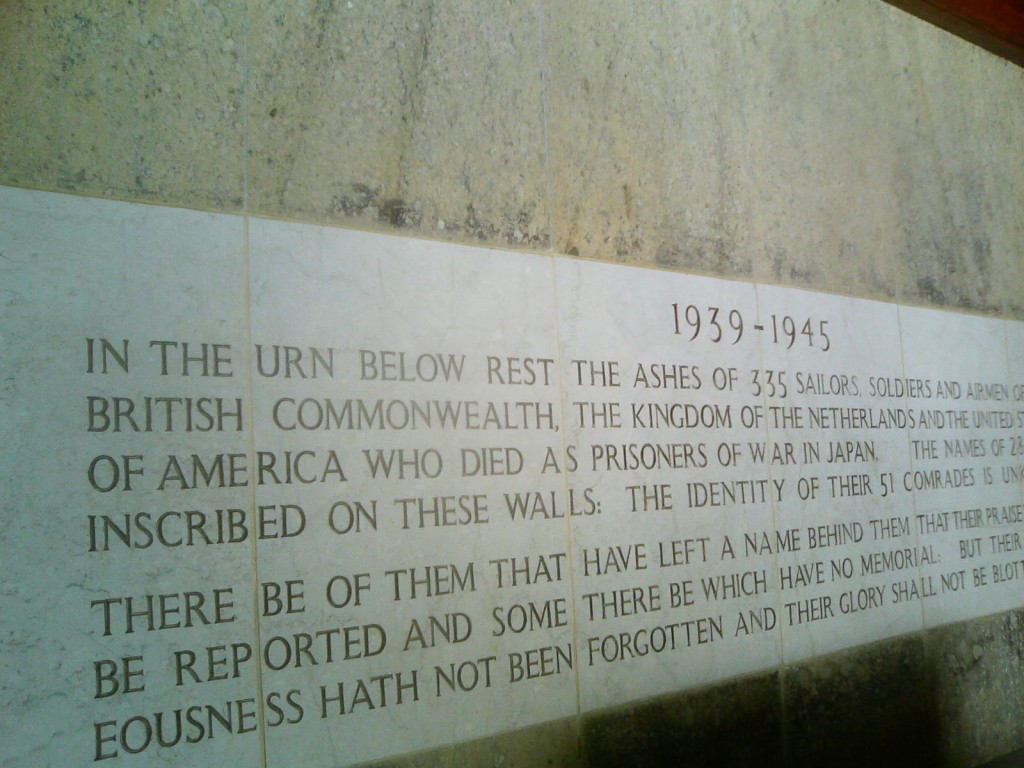 1939-1945
IN THE URN BELOW REST THE ASHES OF 335 SAILORS, SOLDIERS AND AIRMEN OF
BRITISH COMMONWEALTH, THE KINGDOM OF THE NETHERLANDS AND THE UNITED
OF AMERICA WHO DIED AS PRISONERS OF WAR IN JAPAN. THE NAMES OF 28
INSCRIBED ON THESE WALLS: THE IDENTITY OF THEIR 51 COMRADES IS
THERE BE OF THEM THAT HAVE LEFT A NAME BEHIND THEM THAT THEIR PRAISE
BE REPORTED AND SOME THERE BE WHICH HAVE NO MEMORIAL: BUT THEIR
EOUSNESS HATH NOT BEEN FORGOTTEN AND THEIR GLORY SHALL NOT BE BLOTT